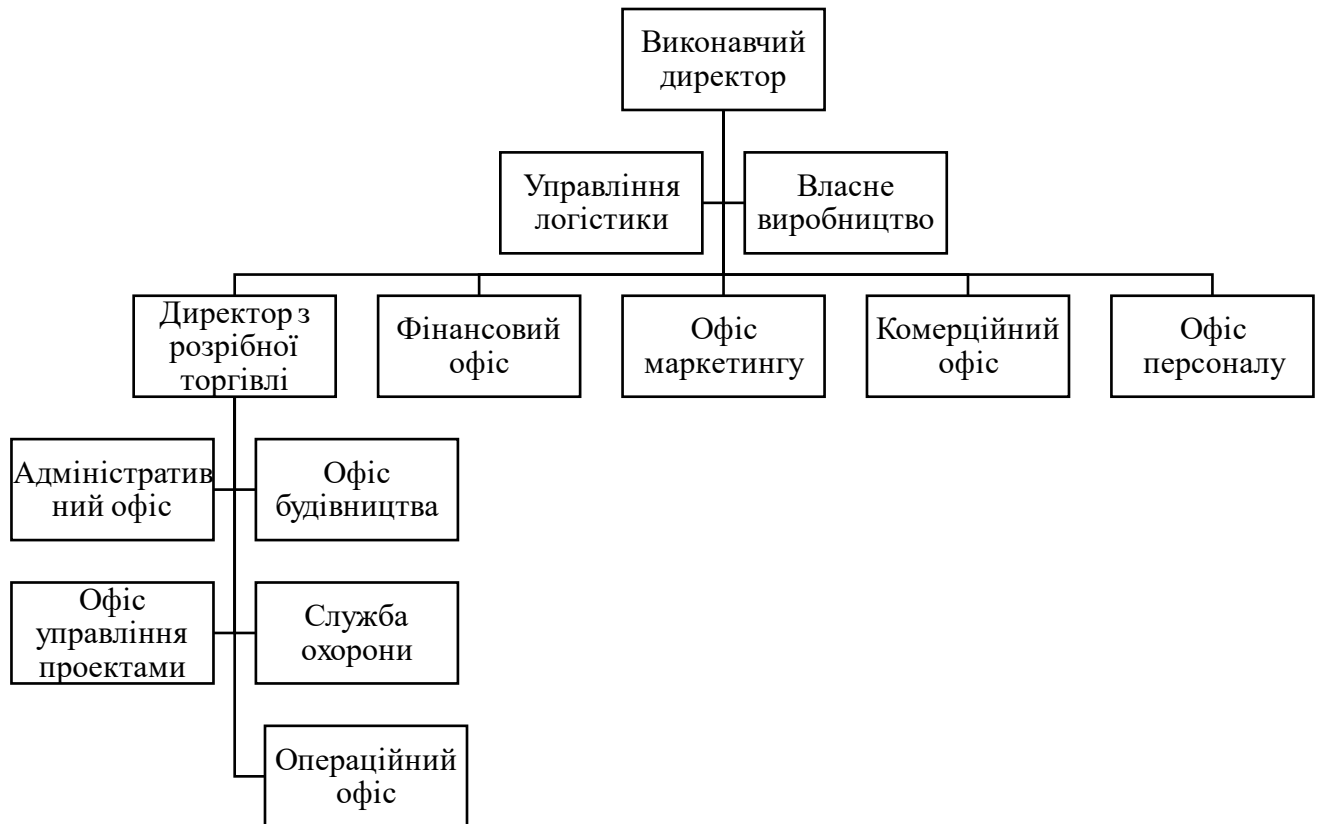 Виконавчий
директор
Управління
логістики
Власне
виробництво
Директор з
розрібної
торгівлі
Фінансовий
офіс
Офіс
маркетингу
Комерційний
офіс
Офіс
персоналу
Адміністратив
ний офіс
Офіс
будівництва
Офіс
управління
проектами
Служба
охорони
Операційний
офіс